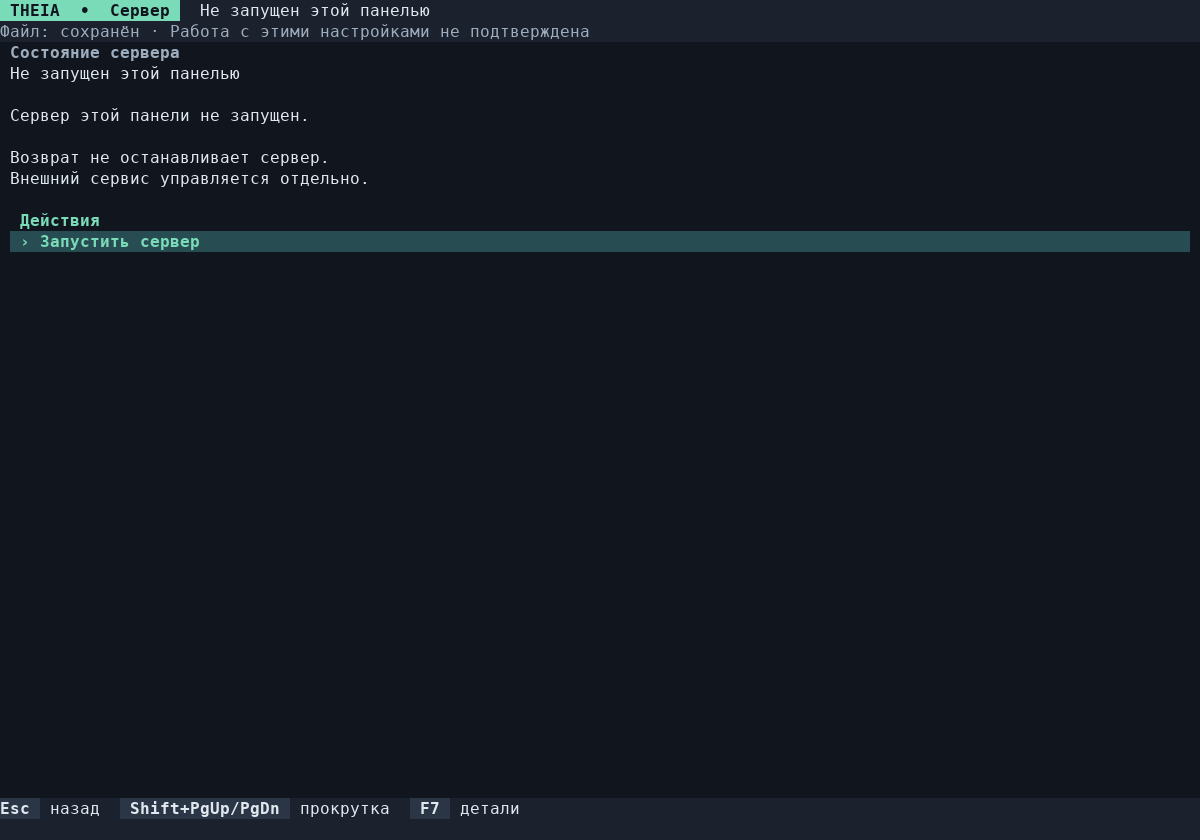 THEIA • Сервер Не запущен этой панелью
Файл: сохранён · Работа с этими настройками не подтверждена
Состояние сервера
Не запущен этой панелью
Сервер этой панели не запущен.
Возврат не останавливает сервер.
Внешний сервис управляется отдельно.
Действия
› Запустить сервер
Esc назад Shift+PgUp/PgDn прокрутка F7 детали